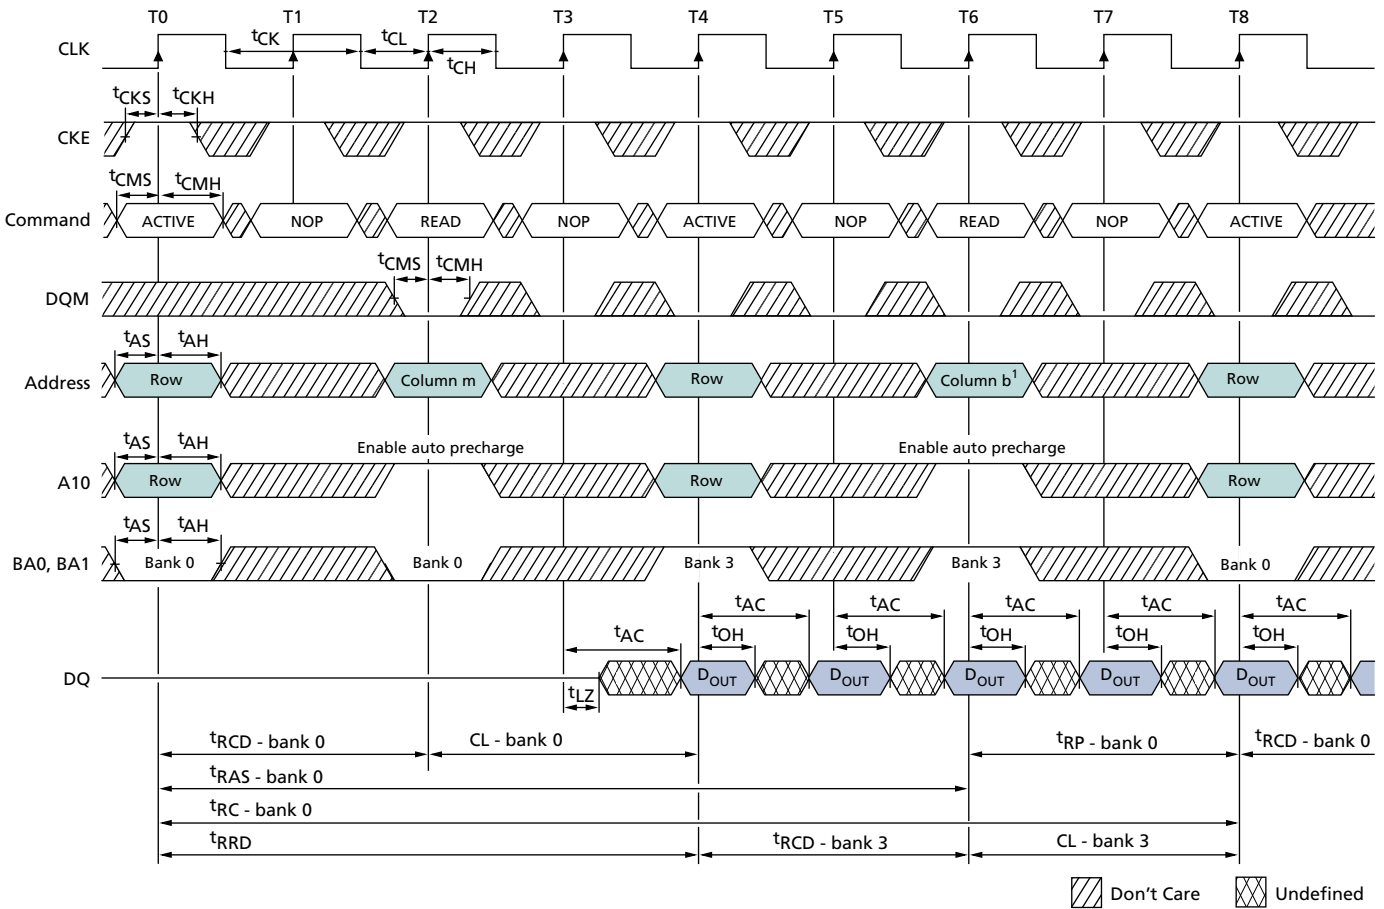 T0 T1 T2 T3 T4 T5 T6 T7 T8
CLK
tCK tCL
tCH
tCKS tCKH
CKE
tCMS tCMH
Command ACTIVE NOP READ NOP ACTIVE NOP READ NOP ACTIVE
tCMS tCMH
DQM
tAS tAH
Address Row Column m Row Column b1 Row
tAS tAH Enable auto precharge Enable auto precharge
A10 Row Row Row
tAS tAH
BA0, BA1 Bank 0 Bank 0 Bank 3 Bank 3 Bank 0
tAC tAC tAC tAC tAC
tAC tOH tOH tOH tOH tOH
DQ DOUT DOUT DOUT DOUT DOUT
tLZ
tRCD - bank 0 CL - bank 0 tRP - bank 0 tRCD - bank 0
tRAS - bank 0
tRC - bank 0
tRRD tRCD - bank 3 CL - bank 3
Don't Care Undefined